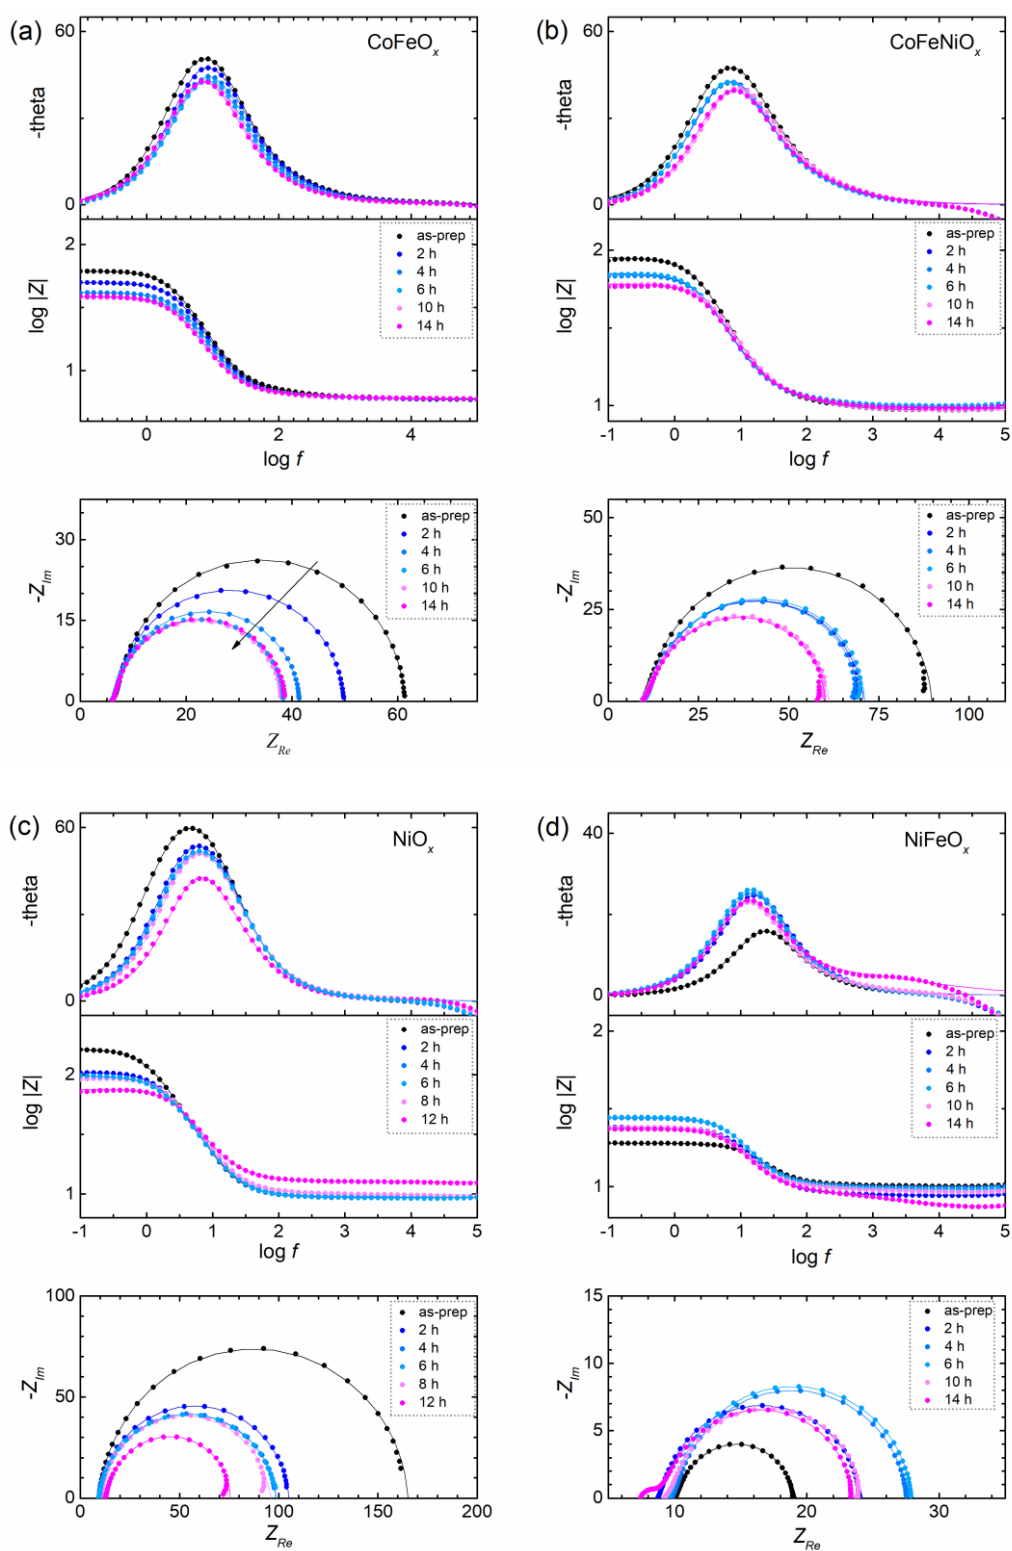 (a)
CoFeOx
60
-theta
0
2
log |Z|
1
as-prep
2 h
4 h
6 h
10 h
14 h
0 2 4
log f
30
15
0
-ZIm
as-prep
2 h
4 h
6 h
10 h
14 h
0 20 40 60
ZRe
(b)
CoFeNiOx
60
-theta
0
2
log |Z|
1
as-prep
2 h
4 h
6 h
10 h
14 h
-1 0 1 2 3 4 5
log f
50
25
0
-ZIm
as-prep
2 h
4 h
6 h
10 h
14 h
0 25 50 75 100
ZRe
(c)
NiOx
60
-theta
0
2
log |Z|
1
as-prep
2 h
4 h
6 h
8 h
12 h
-1 0 1 2 3 4 5
log f
100
50
0
-ZIm
as-prep
2 h
4 h
6 h
8 h
12 h
0 50 100 150 200
ZRe
(d)
NiFeOx
40
-theta
0
2
log |Z|
1
as-prep
2 h
4 h
6 h
10 h
14 h
-1 0 1 2 3 4 5
log f
15
10
5
0
-ZIm
as-prep
2 h
4 h
6 h
10 h
14 h
10 20 30
ZRe